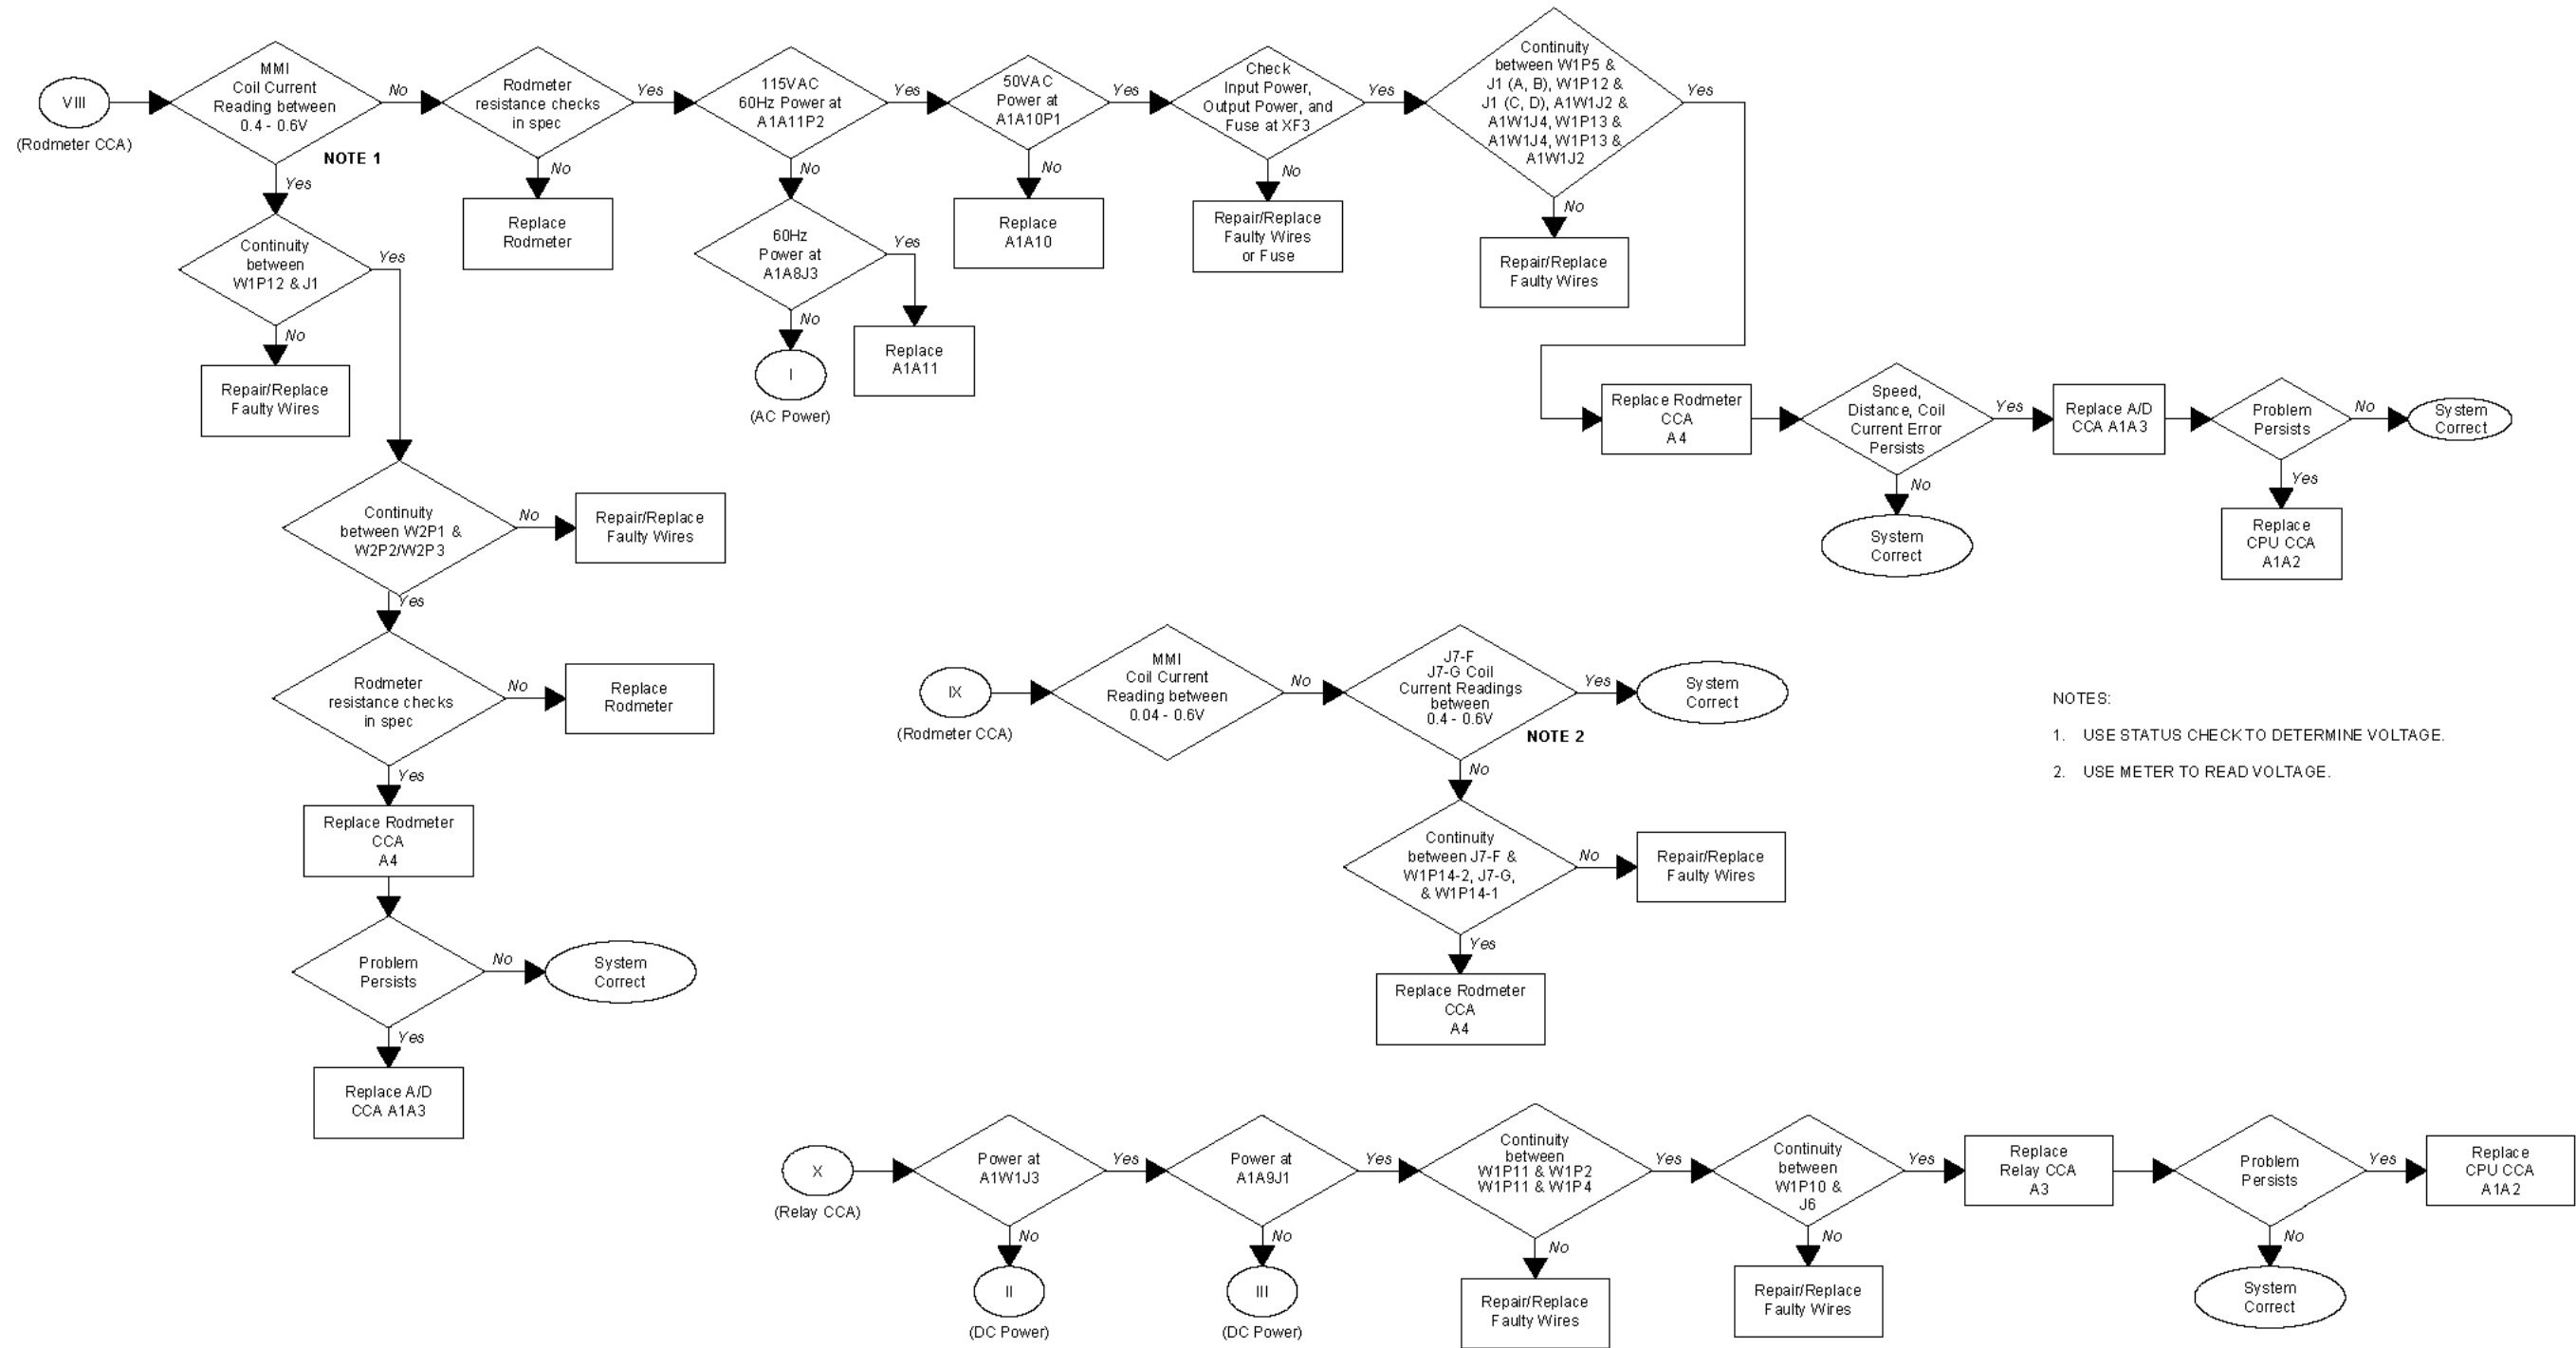 VIII
(Rodmeter CCA)
MMI
Coil Current
Reading between
0.4 - 0.6V
NOTE 1
No
Yes
Rodmeter
resistance checks
in spec
Yes
No
Replace
Rodmeter
115VAC
60Hz Power at
A1A11P2
Yes
No
60Hz
Power at
A1A8J3
Yes
No
Replace
A1A11
I
(AC Power)
50VAC
Power at
A1A10P1
Yes
No
Replace
A1A10
Check
Input Power,
Output Power, and
Fuse at XF3
Yes
No
Repair/Replace
Faulty Wires
or Fuse
Continuity
between W1P5 &
J1 (A, B), W1P12 &
J1 (C, D), A1W1J2 &
A1W1J4, W1P13 &
A1W1J4, W1P13 &
A1W1J2
Yes
No
Repair/Replace
Faulty Wires
Replace Rodmeter
CCA
A4
Speed,
Distance, Coil
Current Error
Persists
Yes
No
System
Correct
Replace A/D
CCA A1A3
Problem
Persists
No
System
Correct
Yes
Replace
CPU CCA
A1A2
Continuity
between
W1P12 & J1
Yes
No
Repair/Replace
Faulty Wires
Continuity
between W2P1 &
W2P2/W2P3
No
Repair/Replace
Faulty Wires
Yes
Rodmeter
resistance checks
in spec
No
Replace
Rodmeter
Yes
Replace Rodmeter
CCA
A4
Problem
Persists
No
System
Correct
Yes
Replace A/D
CCA A1A3
IX
(Rodmeter CCA)
MMI
Coil Current
Reading between
0.04 - 0.6V
No
J7-F
J7-G Coil
Current Readings
between
0.4 - 0.6V
NOTE 2
Yes
System
Correct
No
Continuity
between J7-F &
W1P14-2, J7-G,
& W1P14-1
No
Repair/Replace
Faulty Wires
Yes
Replace Rodmeter
CCA
A4
NOTES:
1. USE STATUS CHECK TO DETERMINE VOLTAGE.
2. USE METER TO READ VOLTAGE.
X
(Relay CCA)
Power at
A1W1J3
Yes
No
II
(DC Power)
Power at
A1A9J1
Yes
No
III
(DC Power)
Continuity
between
W1P11 & W1P2
W1P11 & W1P4
Yes
No
Repair/Replace
Faulty Wires
Continuity
between
W1P10 &
J6
Yes
No
Repair/Replace
Faulty Wires
Replace
Relay CCA
A3
Problem
Persists
Yes
No
System
Correct
Replace
CPU CCA
A1A2